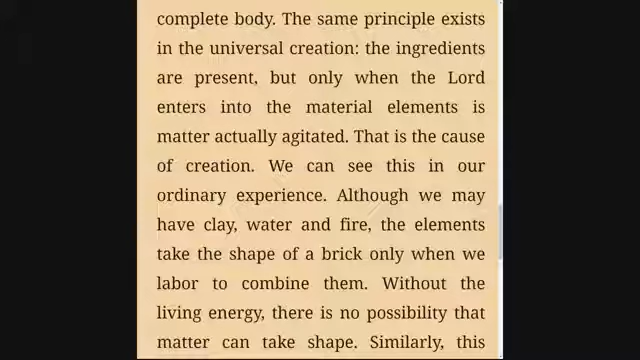 complete body. The same principle exists
in the universal creation: the ingredients
are present, but only when the Lord
enters into the material elements is
matter actually agitated. That is the cause
of creation. We can see this in our
ordinary experience. Although we may
have clay, water and fire, the elements
take the shape of a brick only when we
labor to combine them. Without the
living energy, there is no possibility that
matter can take shape. Similarly, this